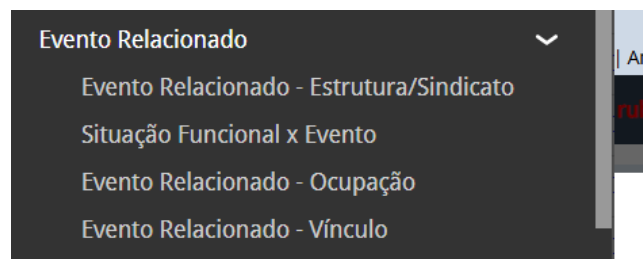 Evento Relacionado
Evento Relacionado - Estrutura/Sindicato
Situação Funcional x Evento
Evento Relacionado - Ocupação
Evento Relacionado - Vínculo